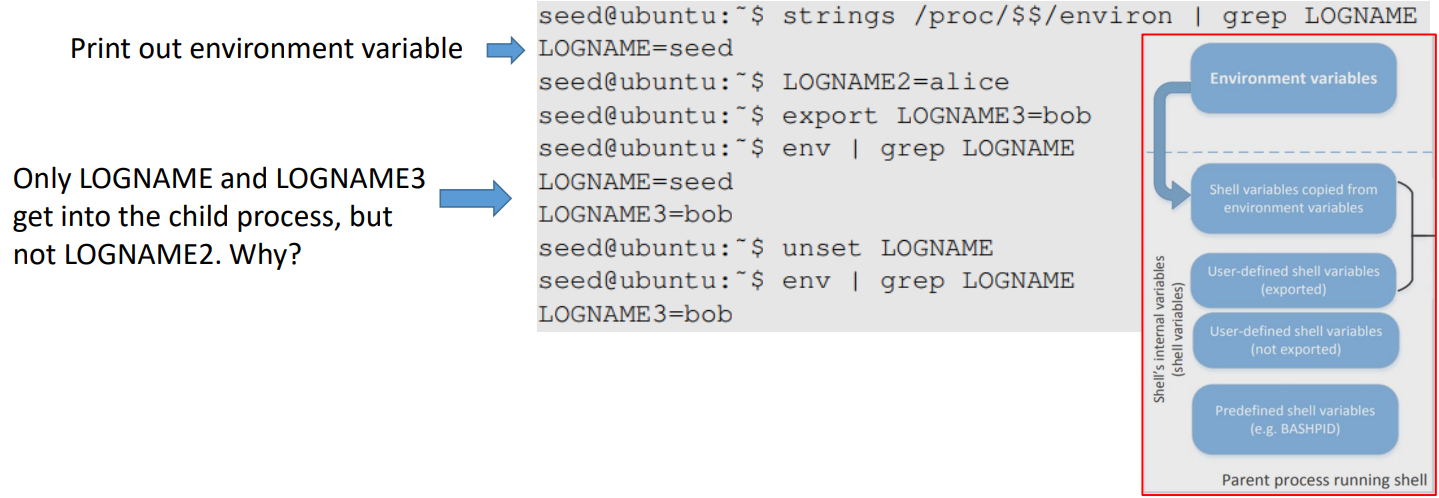 seed@ubuntu:~$ strings /proc/$$/environ | grep LOGNAME
Print out environment variable
LOGNAME=seed
seed@ubuntu:~$ LOGNAME2=alice
seed@ubuntu:~$ export LOGNAME3=bob
seed@ubuntu:~$ env | grep LOGNAME
Only LOGNAME and LOGNAME3
get into the child process, but
not LOGNAME2. Why?
LOGNAME=seed
LOGNAME3=bob
seed@ubuntu:~$ unset LOGNAME
seed@ubuntu:~$ env | grep LOGNAME
LOGNAME3=bob
Environment variables
Shell variables copied from
environment variables
User-defined shell variables
(exported)
User-defined shell variables
(not exported)
Predefined shell variables
(e.g. BASHPID)
Shell's internal variables
(shell variables)
Parent process running shell